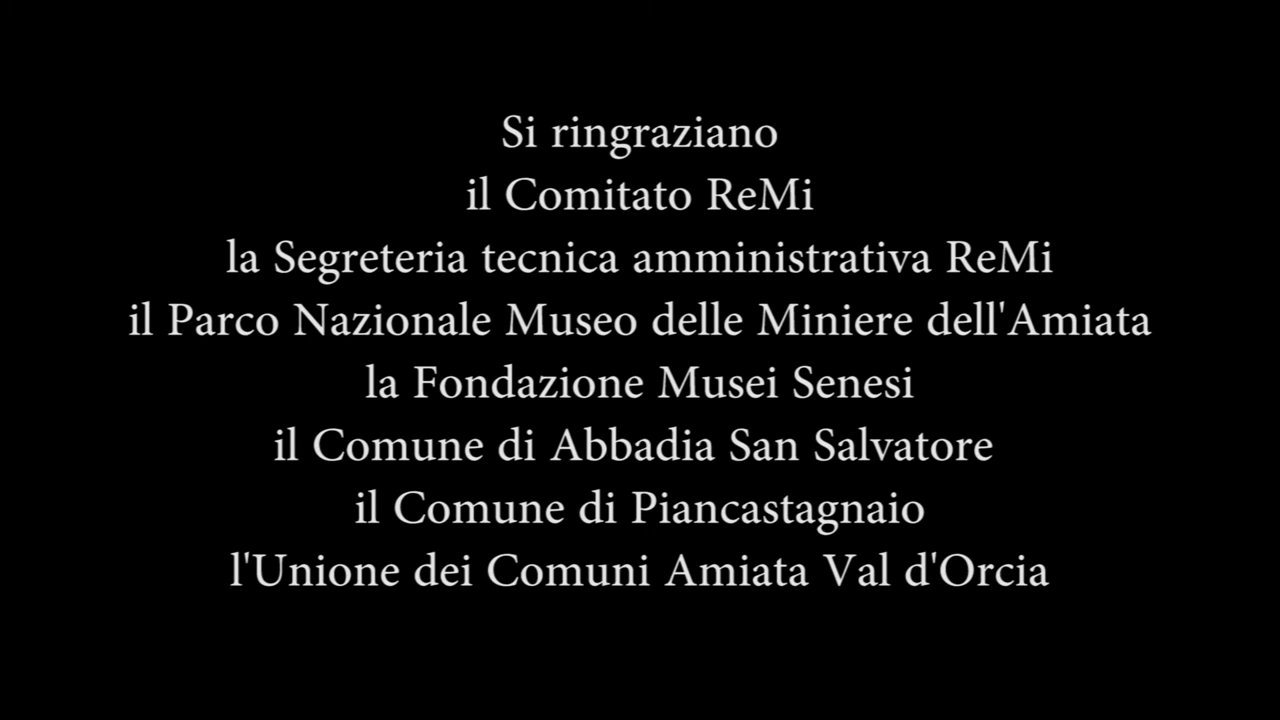 Si ringraziano
il Comitato ReMi
la Segreteria tecnica amministrativa ReMi
il Parco Nazionale Museo delle Miniere dell'Amiata
la Fondazione Musei Senesi
il Comune di Abbadia San Salvatore
il Comune di Piancastagnaio
l'Unione dei Comuni Amiata Val d'Orcia